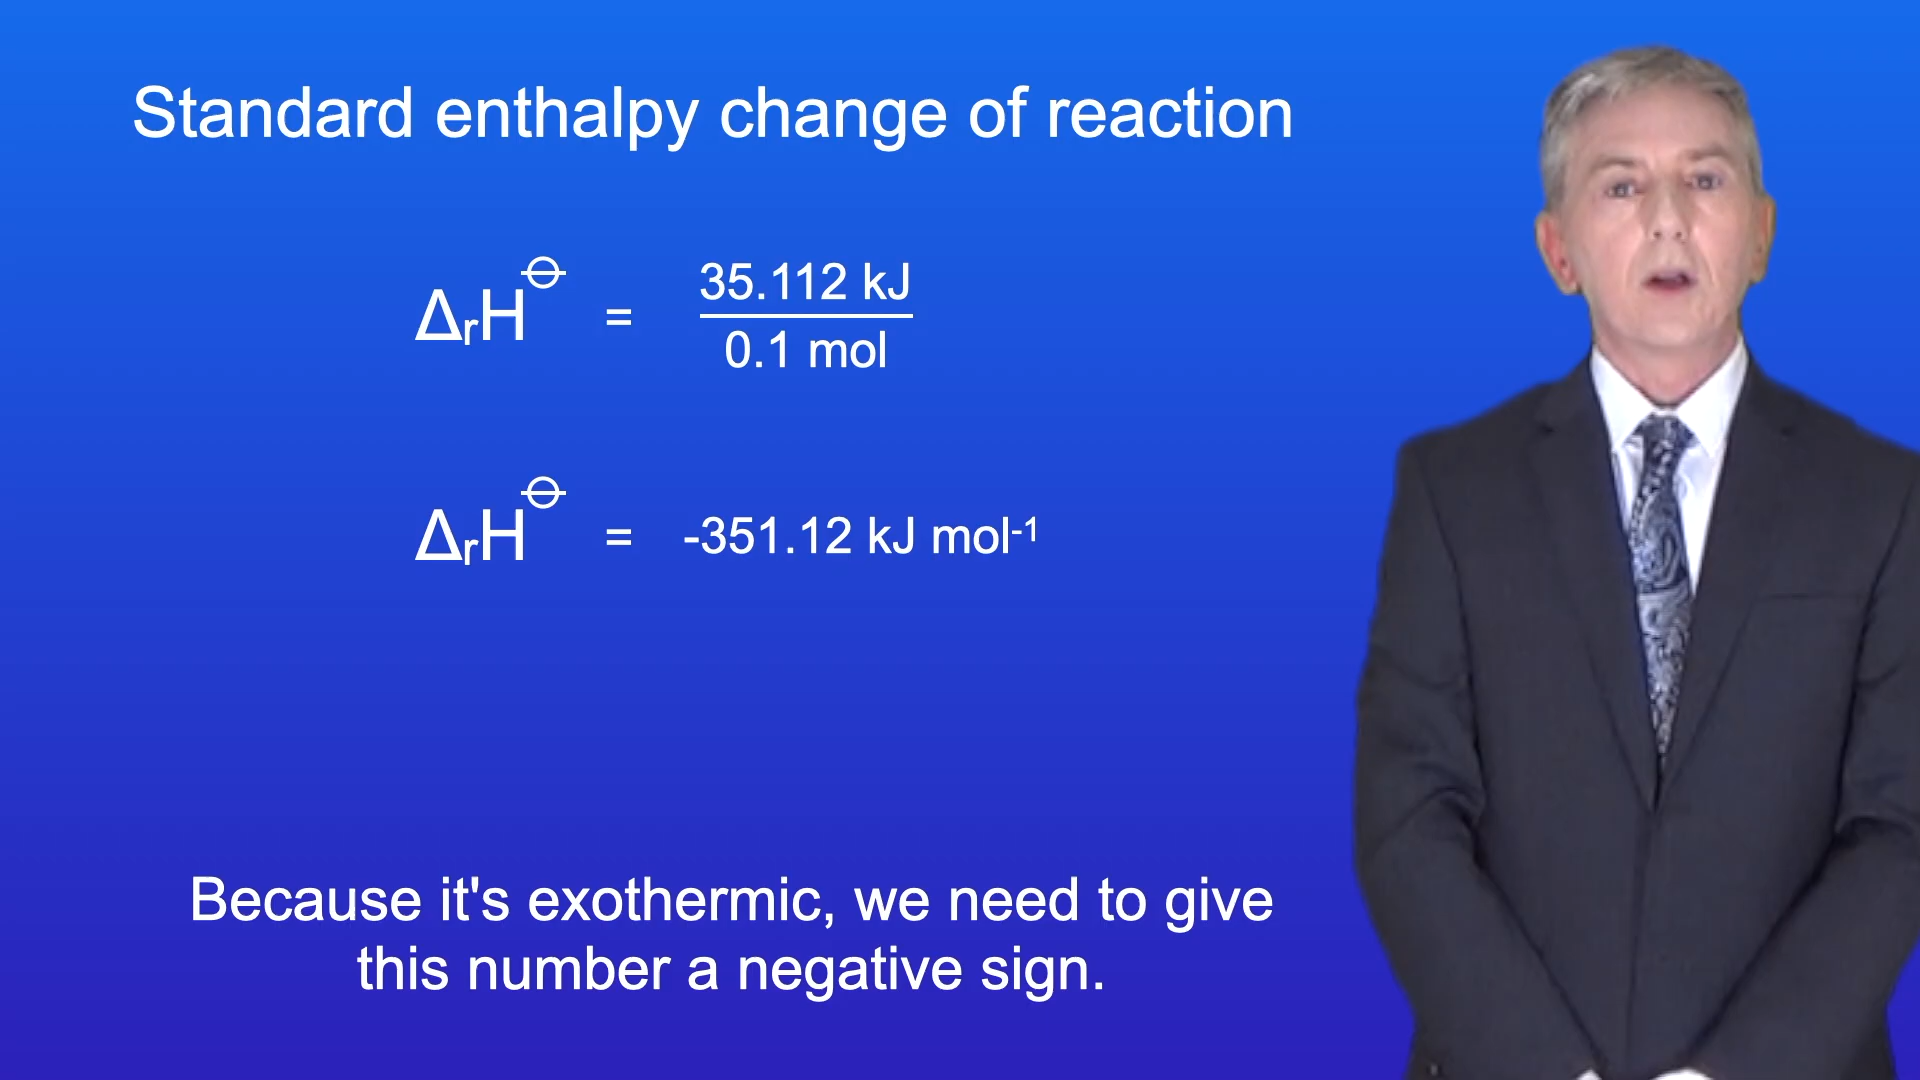 Standard enthalpy change of reaction
ΔrH⦵ = 35.112 kJ / 0.1 mol
ΔrH⦵ = -351.12 kJ mol⁻¹
Because it's exothermic, we need to give
this number a negative sign.